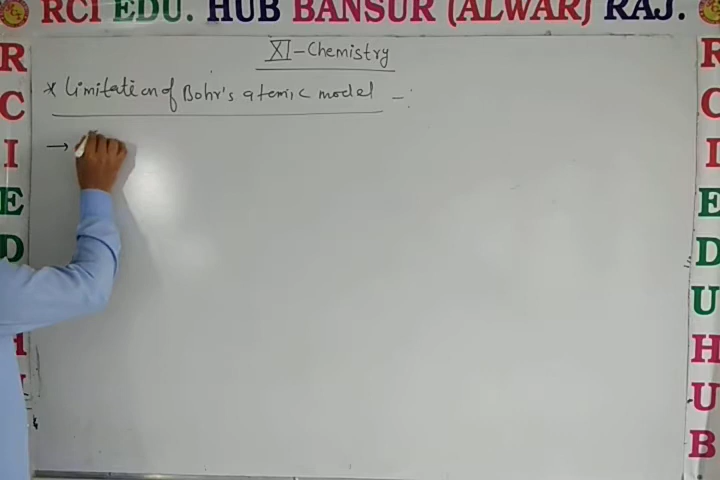 RCI EDU. HUB BANSUR (ALWAR) RAJ.
XI-Chemistry
* Limitation of Bohr's atomic model -:
→
R
C
I
E
D
R
C
I
E
D
U
H
U
B